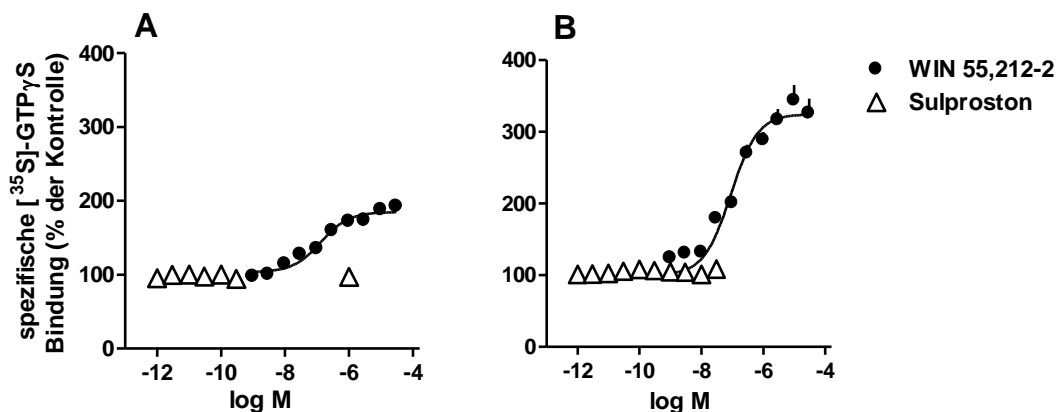 A
B
spezifische [³⁵S]-GTPγS
Bindung (% der Kontrolle)
400
300
200
100
0
-12
-10
-8
-6
-4
log M
400
300
200
100
0
-12
-10
-8
-6
-4
log M
WIN 55,212-2
Sulproston